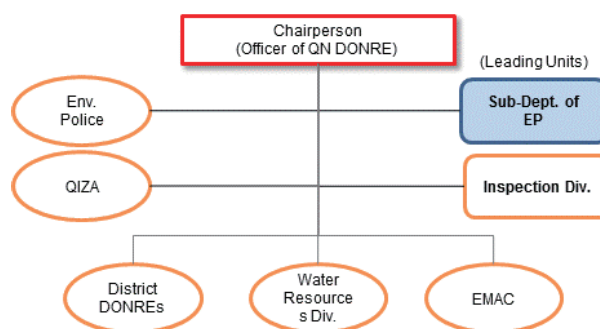 Chairperson
(Officer of QN DONRE)
(Leading Units)
Env.
Police
Sub-Dept. of
EP
QIZA
Inspection Div.
District
DONREs
Water
Resource
s Div.
EMAC